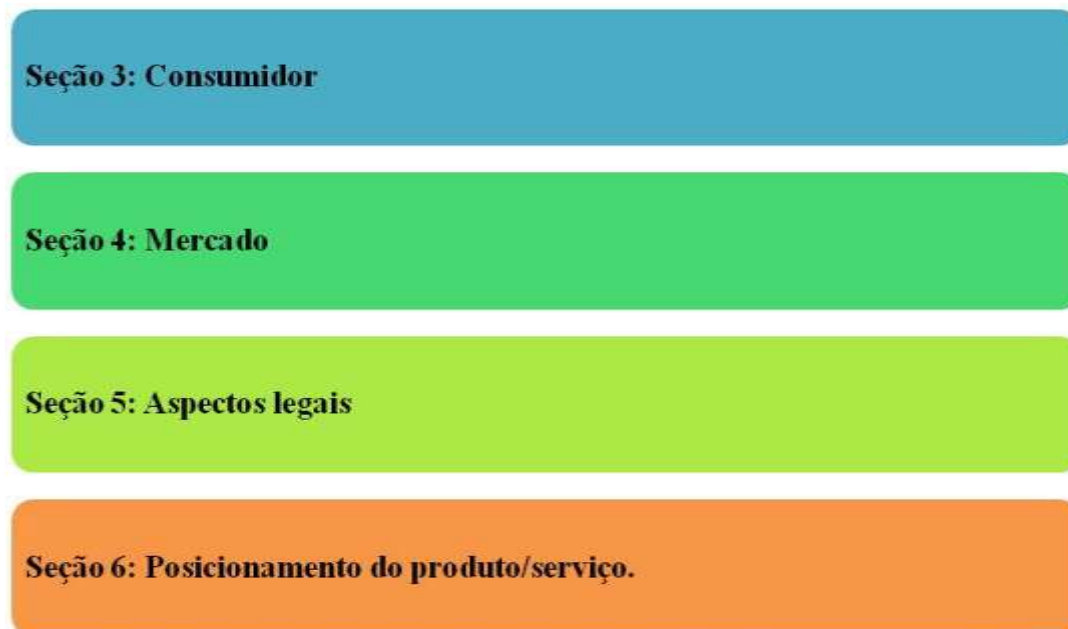 Seção 3: Consumidor
Seção 4: Mercado
Seção 5: Aspectos legais
Seção 6: Posicionamento do produto/serviço.